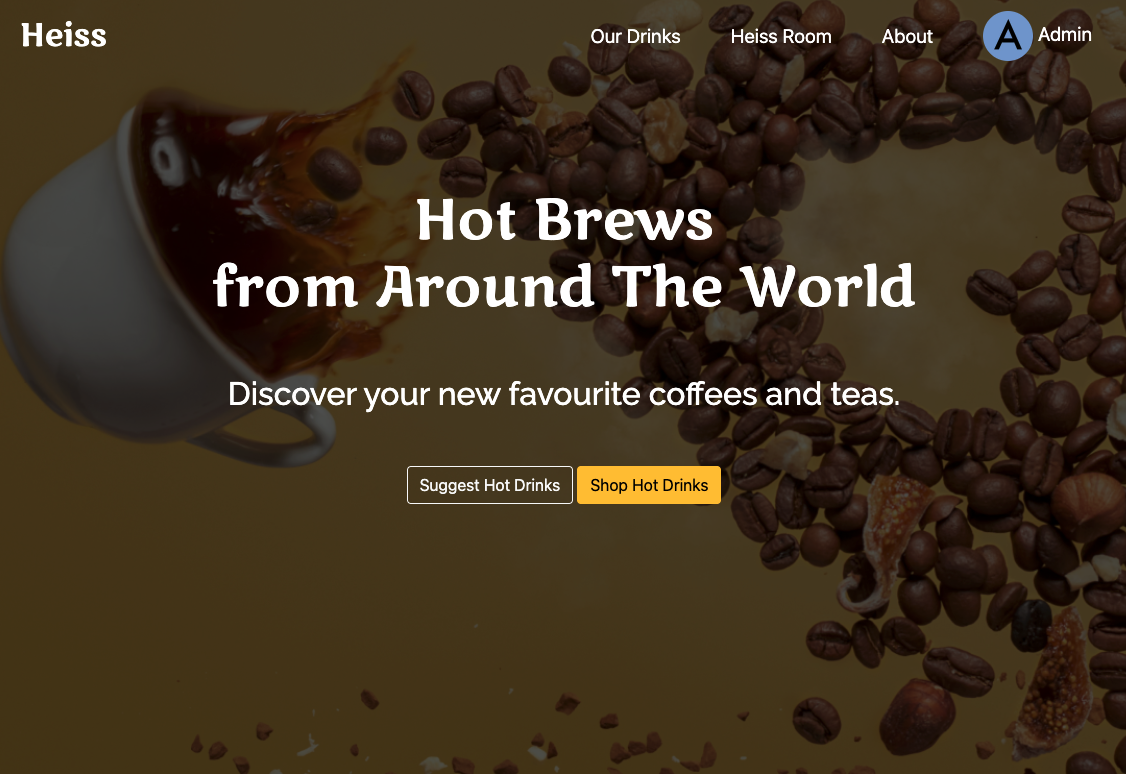 Heiss
Our Drinks
Heiss Room
About
A
Admin
Hot Brews
from Around The World
Discover your new favourite coffees and teas.
Suggest Hot Drinks
Shop Hot Drinks